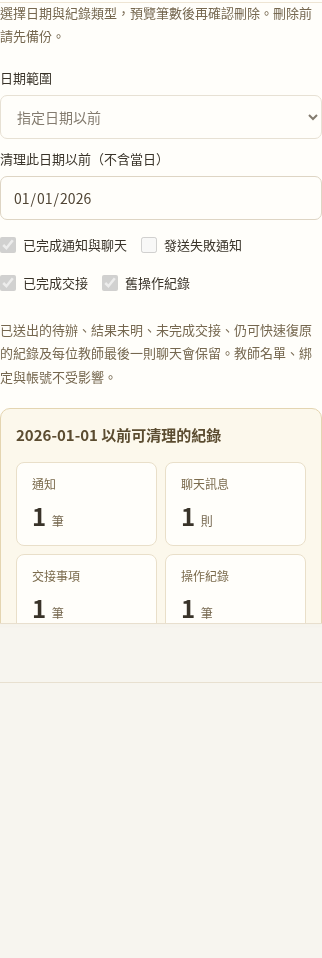 選擇日期與紀錄類型，預覽筆數後再確認刪除。刪除前
請先備份。
日期範圍
指定日期以前
清理此日期以前（不含當日）
01/01/2026
已完成通知與聊天 發送失敗通知
已完成交接 舊操作紀錄
已送出的待辦、結果未明、未完成交接、仍可快速復原
的紀錄及每位教師最後一則聊天會保留。教師名單、綁
定與帳號不受影響。
2026-01-01 以前可清理的紀錄
通知 聊天訊息
1 筆 1 則
交接事項 操作紀錄
1 筆 1 筆